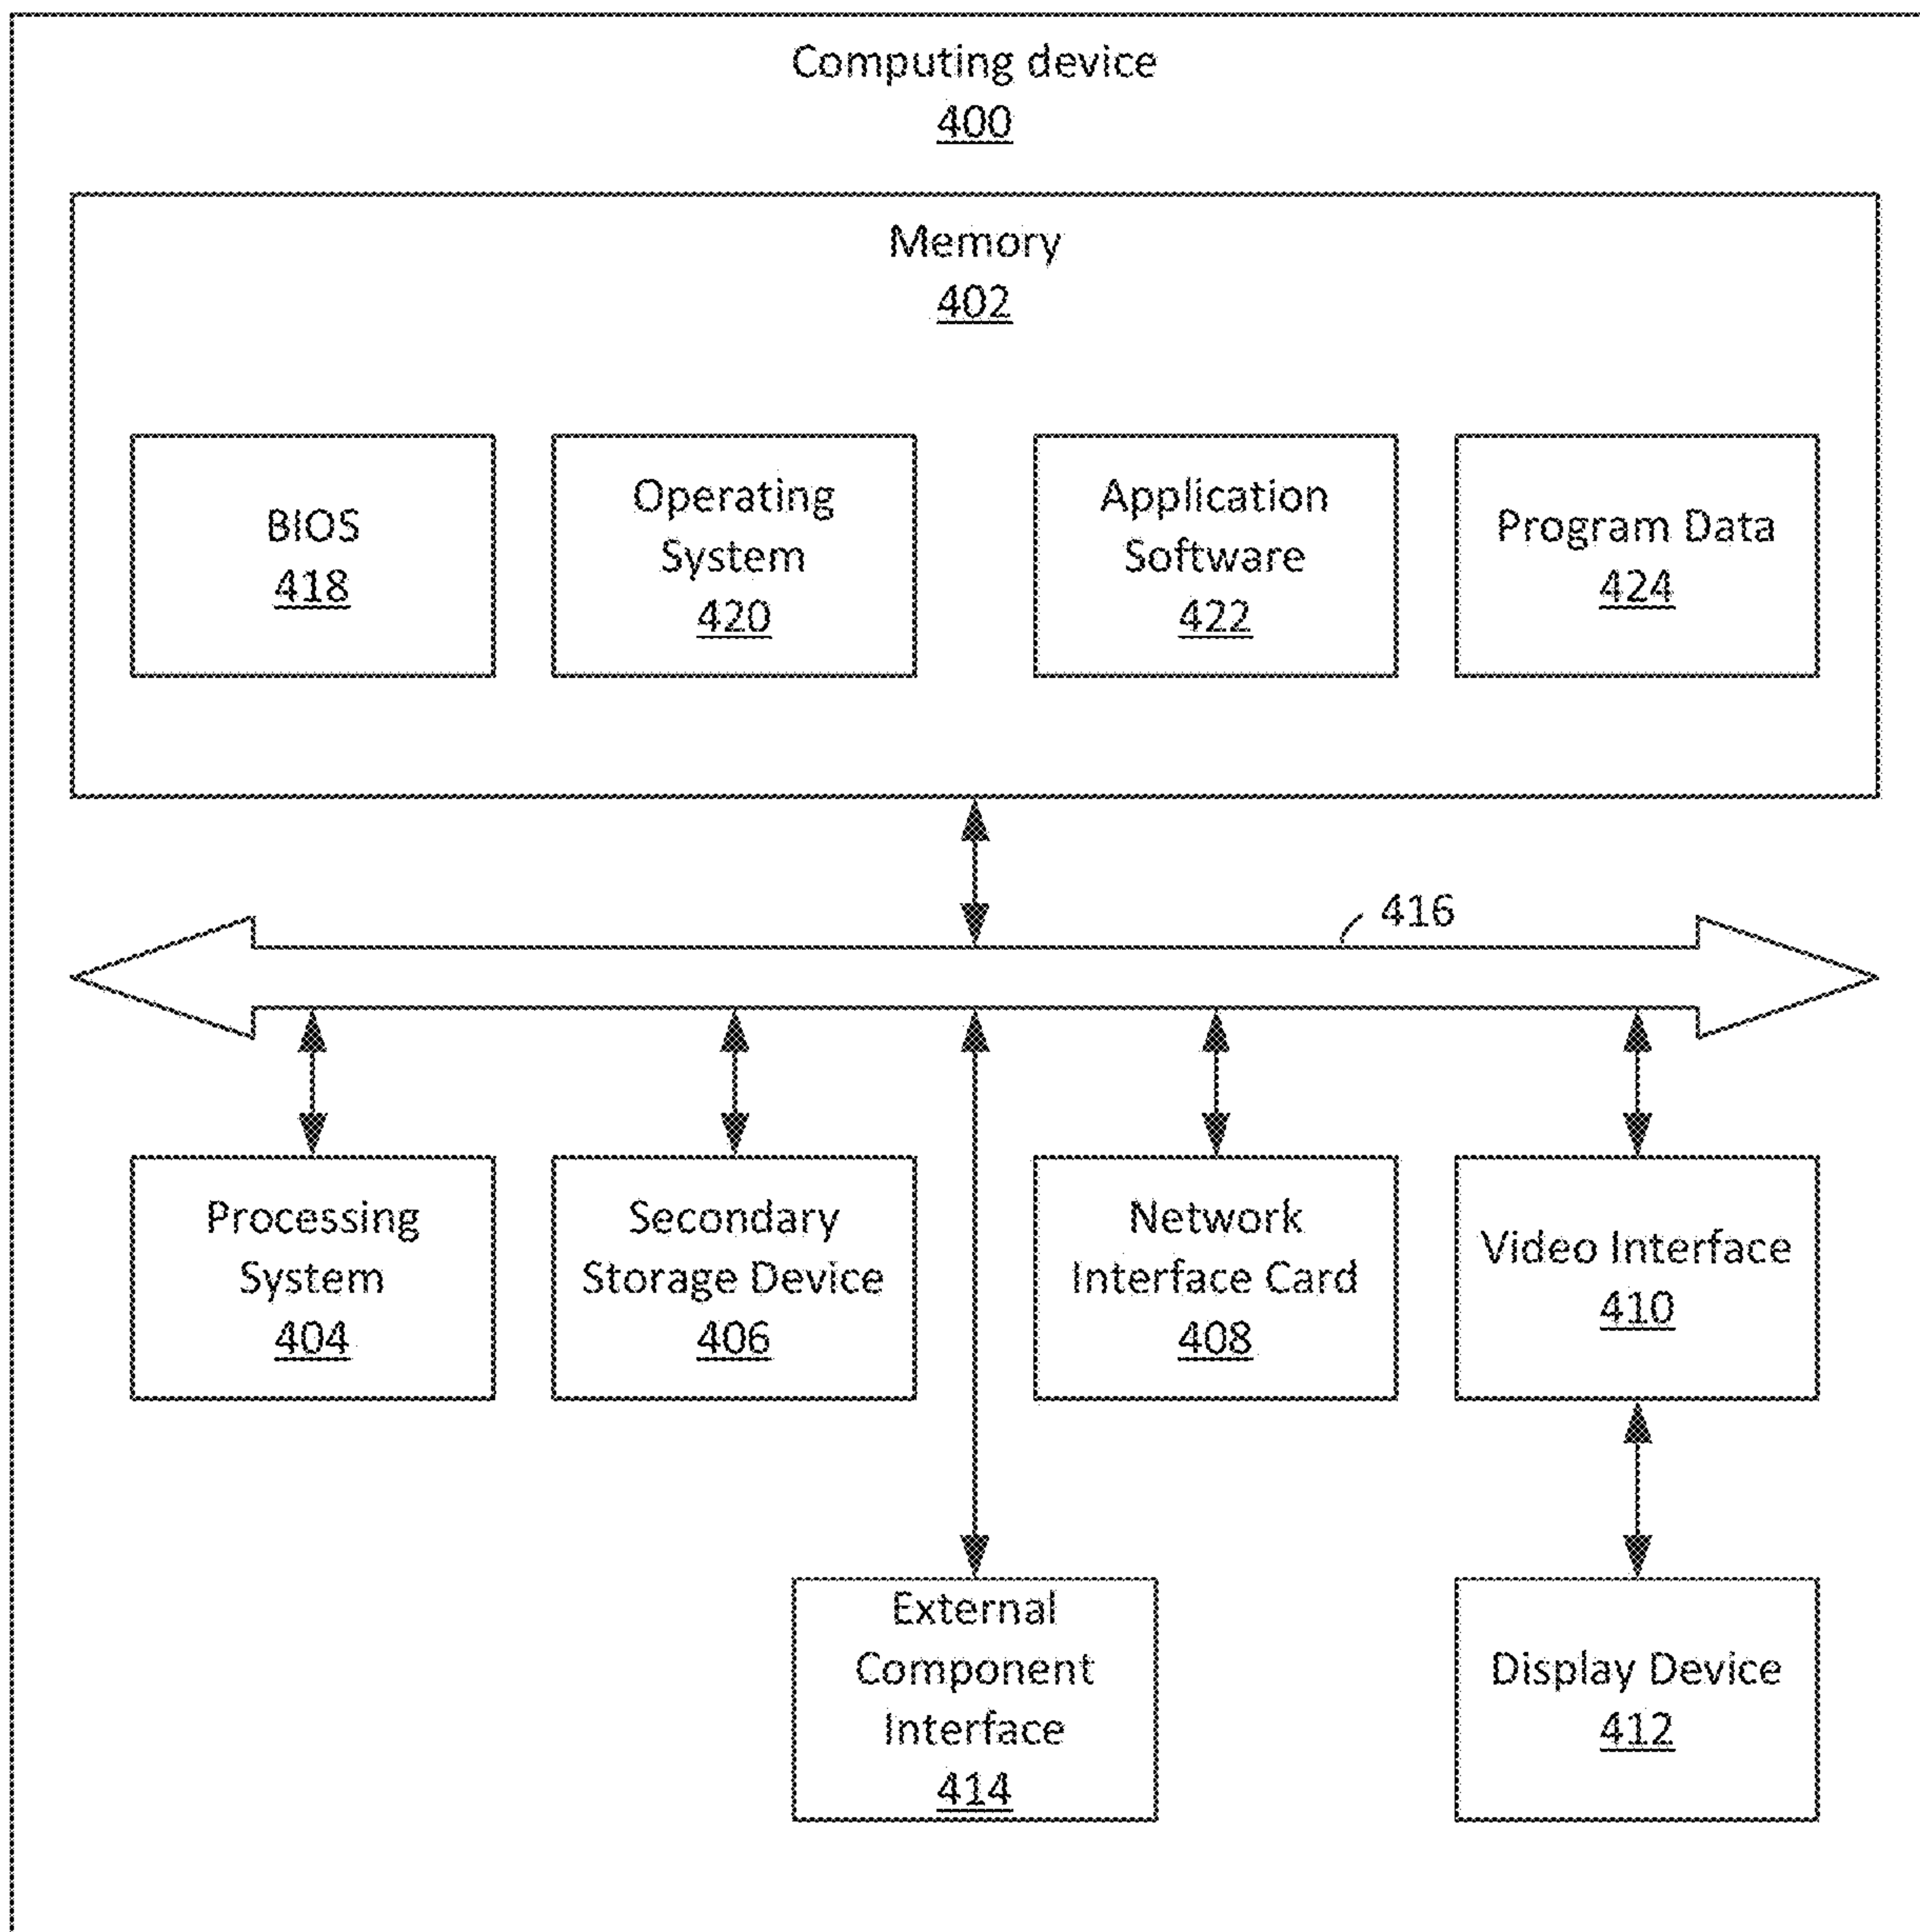 Computing device
400
Memory
402
BIOS
418
Operating
System
420
Application
Software
422
Program Data
424
416
Processing
System
404
Secondary
Storage Device
406
Network
Interface Card
408
Video Interface
410
External
Component
Interface
414
Display Device
412